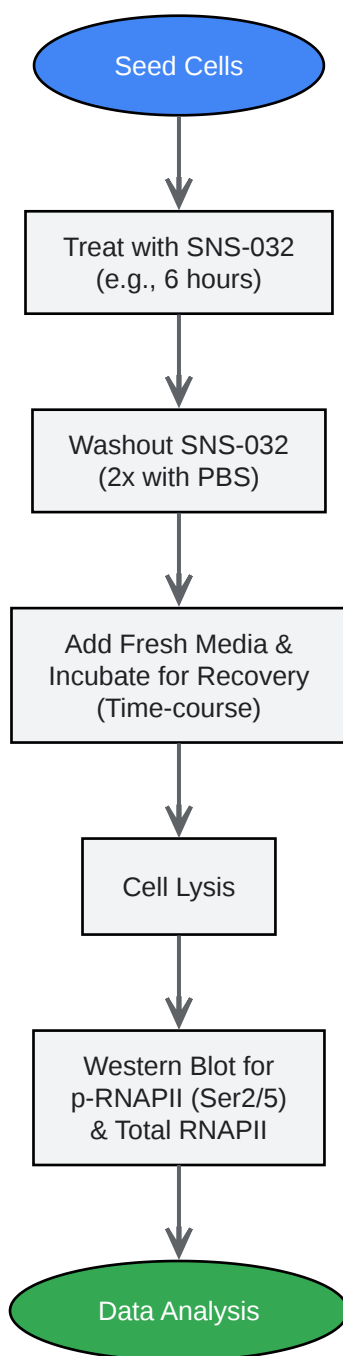 Seed Cells
Treat with SNS-032
(e.g., 6 hours)
Washout SNS-032
(2x with PBS)
Add Fresh Media &
Incubate for Recovery
(Time-course)
Cell Lysis
Western Blot for
p-RNAPII (Ser2/5)
& Total RNAPII
Data Analysis